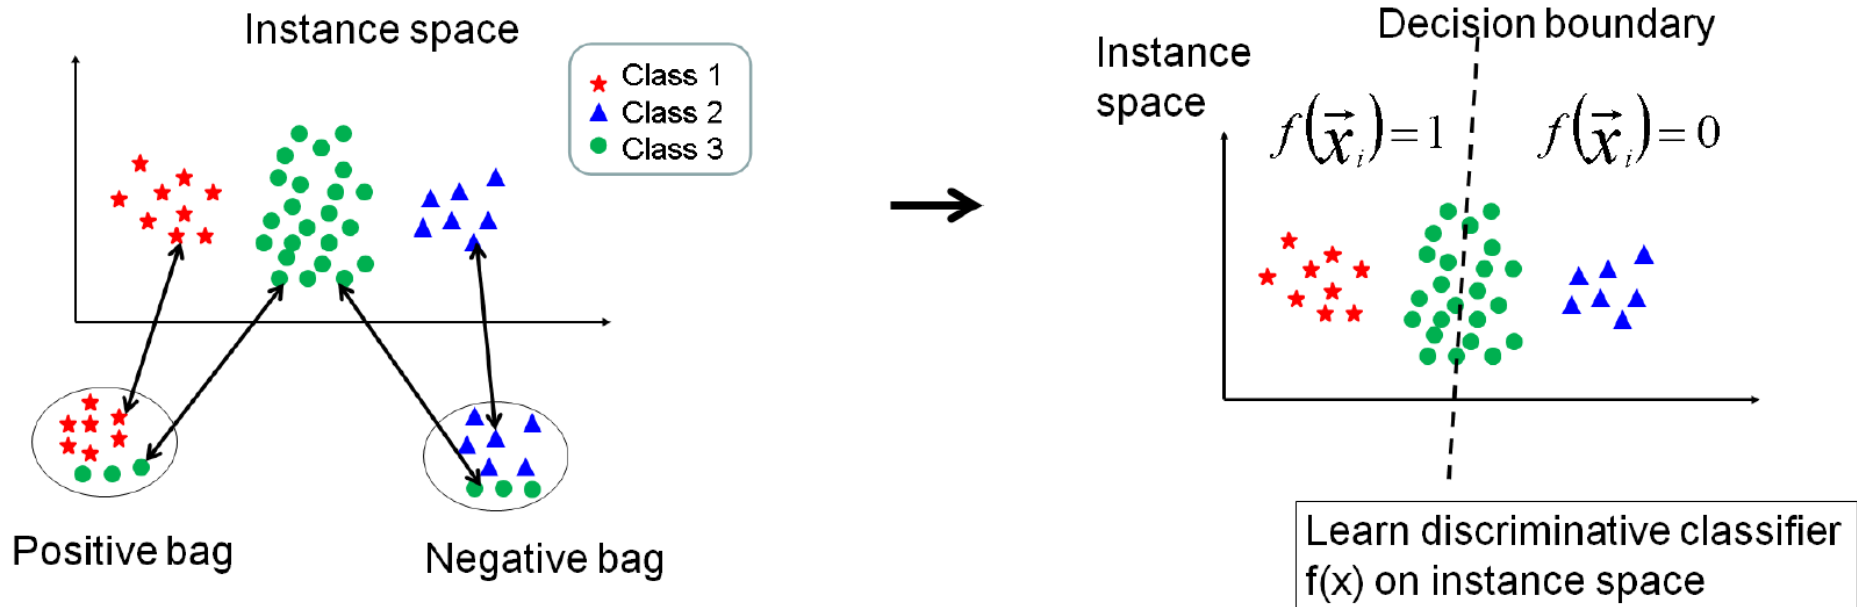 Instance space
Class 1
Class 2
Class 3
Positive bag
Negative bag
Decision boundary
Instance
space
f(x⃗ᵢ)=1
f(x⃗ᵢ)=0
Learn discriminative classifier
f(x) on instance space